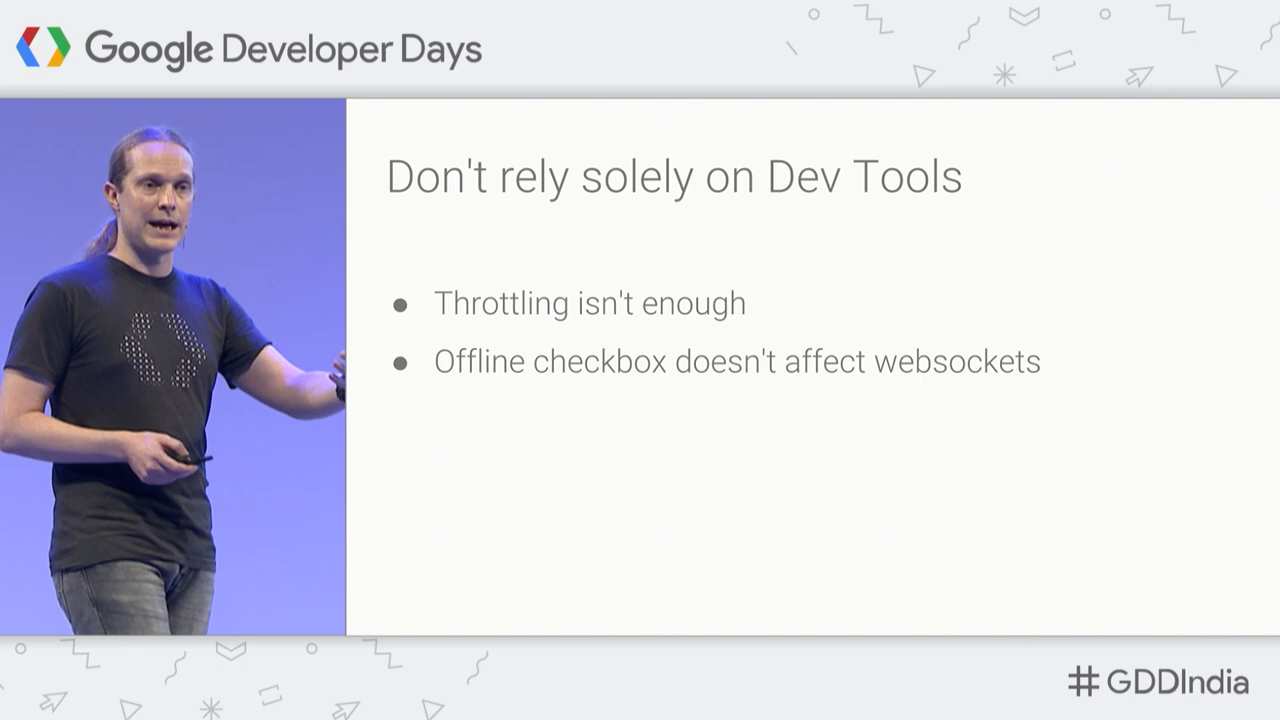 Google Developer Days
Don't rely solely on Dev Tools
● Throttling isn't enough
● Offline checkbox doesn't affect websockets
#GDDIndia